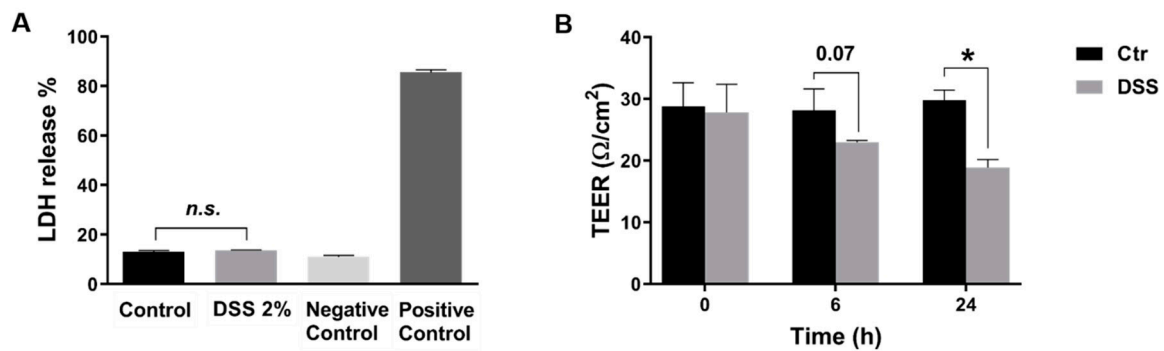 A
LDH release %
100
80
60
40
20
0
n.s.
Control
DSS 2%
Negative
Control
Positive
Control
B
TEER (Ω/cm²)
40
30
20
10
0
0.07
*
0
6
24
Time (h)
Ctr
DSS